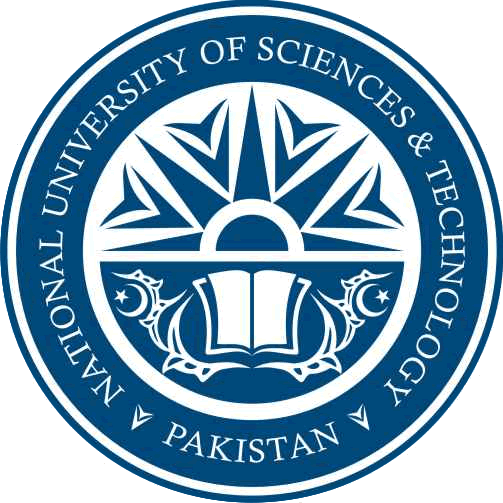 NATIONAL UNIVERSITY OF SCIENCES & TECHNOLOGY
PAKISTAN